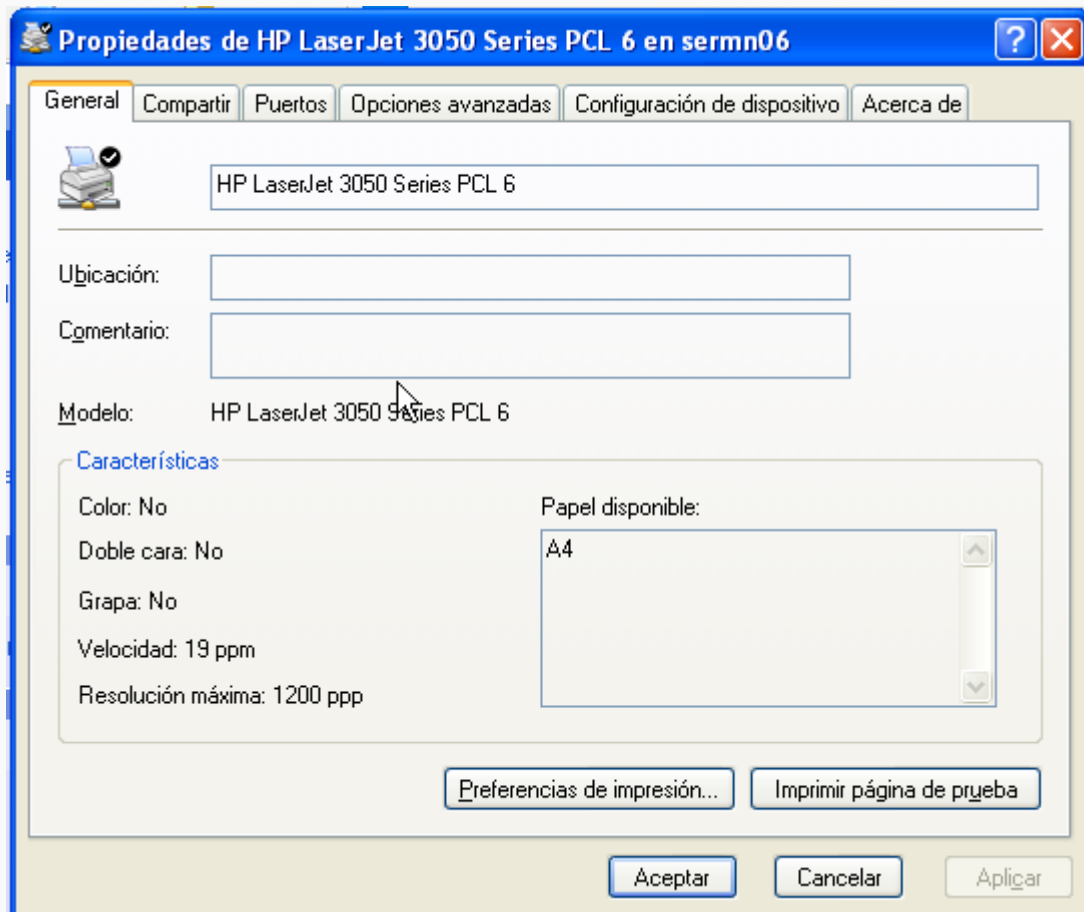 Propiedades de HP LaserJet 3050 Series PCL 6 en sermn06
General Compartir Puertos Opciones avanzadas Configuración de dispositivo Acerca de
HP LaserJet 3050 Series PCL 6
Ubicación:
Comentario:
Modelo: HP LaserJet 3050 Series PCL 6
Características
Color: No
Papel disponible:
Doble cara: No
A4
Grapa: No
Velocidad: 19 ppm
Resolución máxima: 1200 ppp
Preferencias de impresión... Imprimir página de prueba
Aceptar Cancelar Aplicar